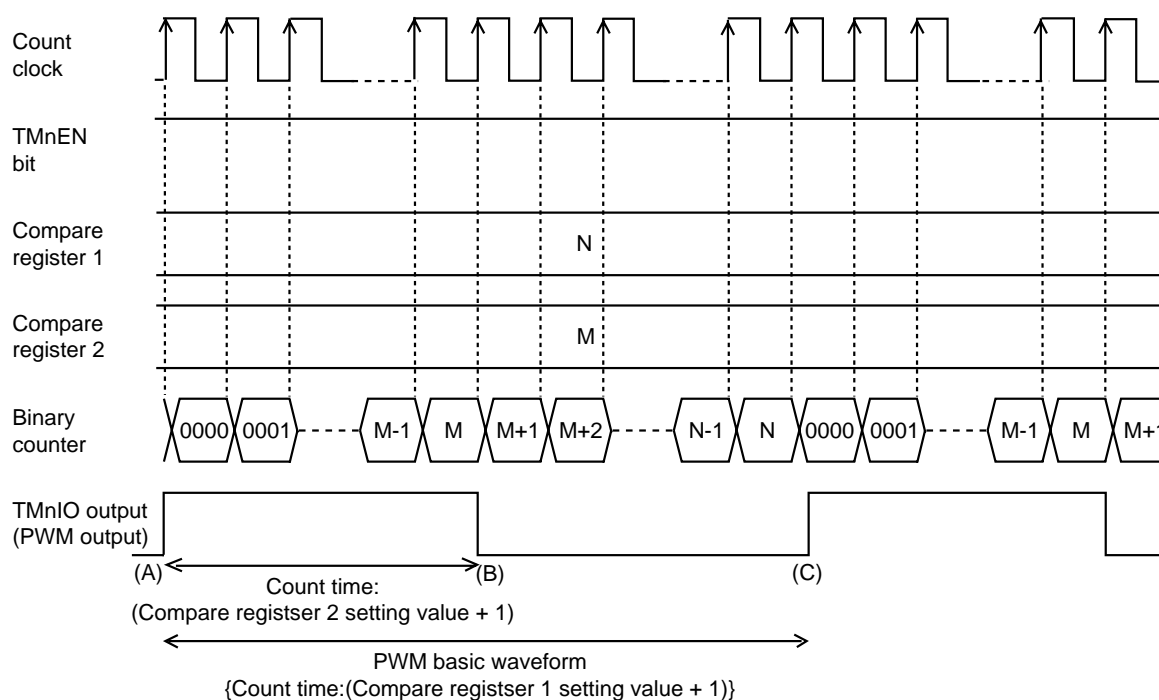 Count
clock
TMnEN
bit
Compare
register 1
N
Compare
register 2
M
Binary
counter
0000 0001 M-1 M M+1 M+2 N-1 N 0000 0001 M-1 M M+1
TMnIO output
(PWM output)
(A) (B) (C)
Count time:
(Compare registser 2 setting value + 1)
PWM basic waveform
{Count time:(Compare registser 1 setting value + 1)}